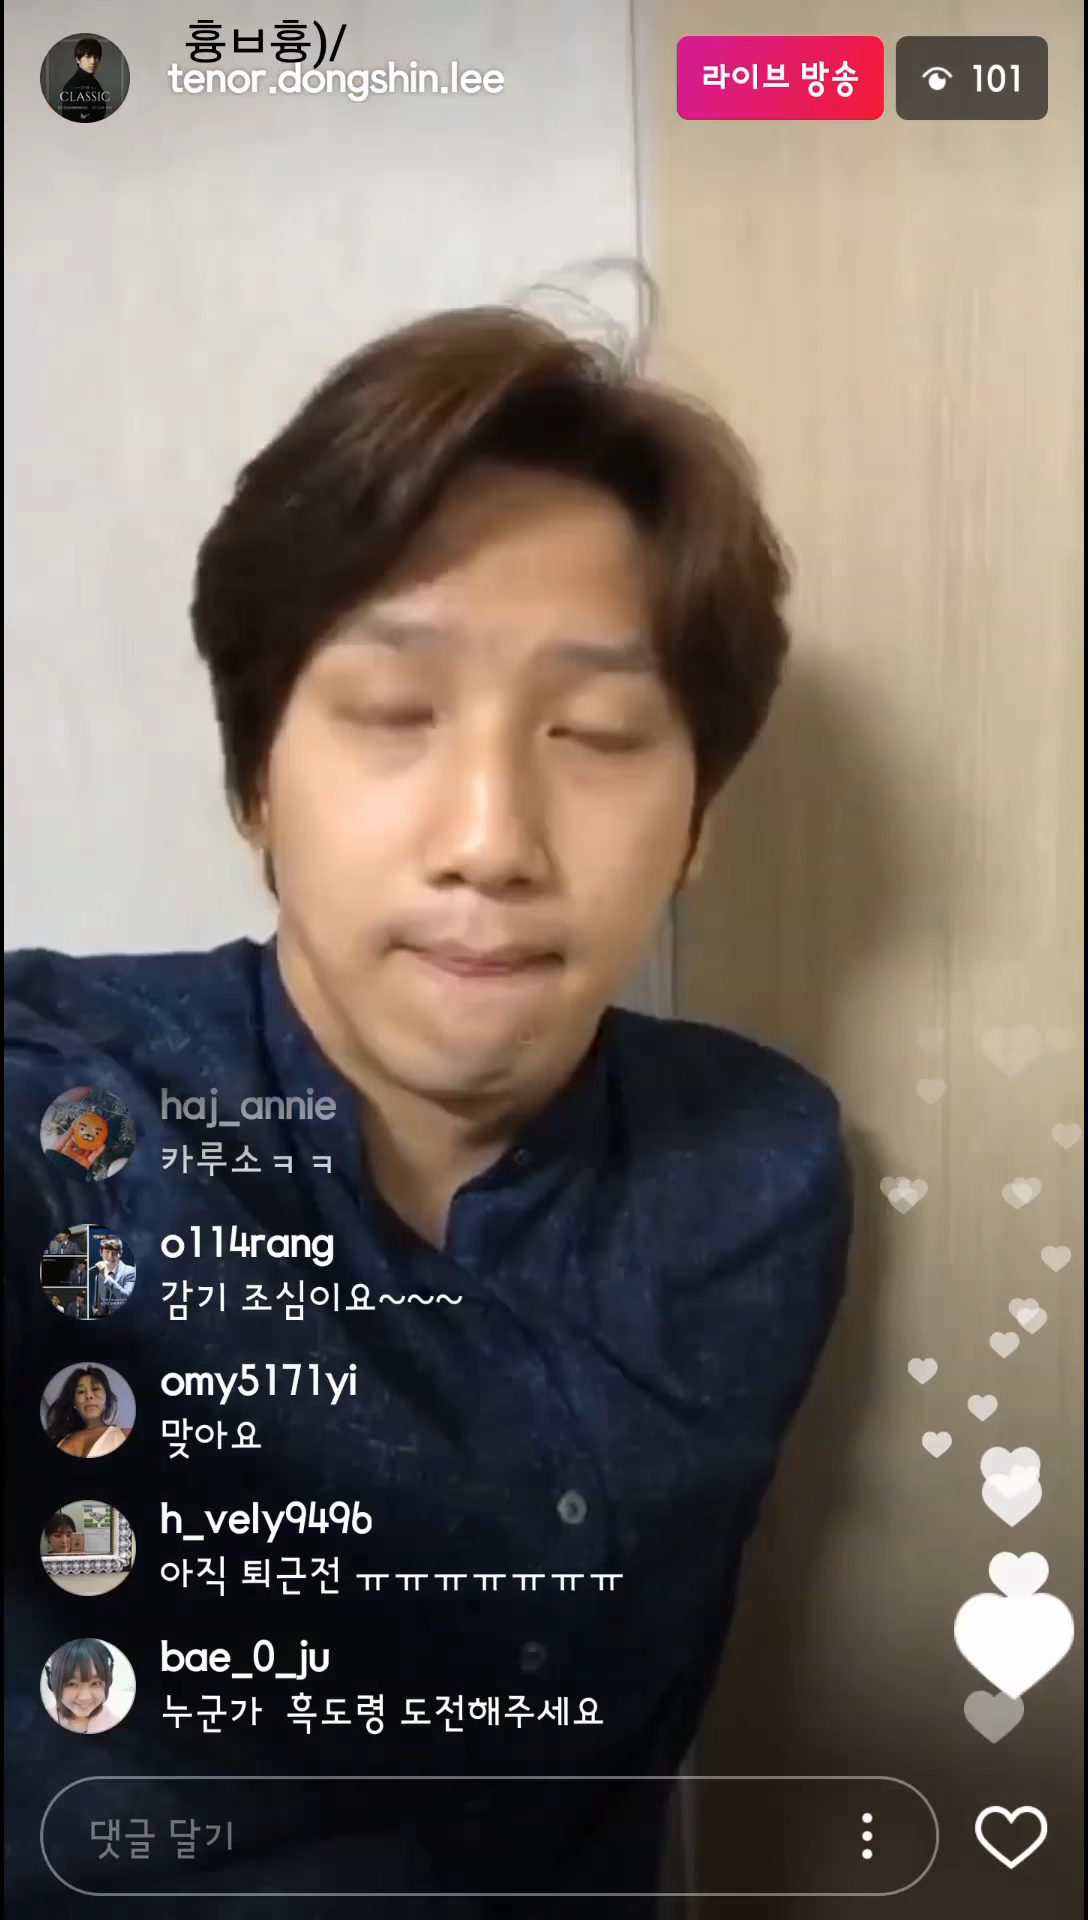 흉ㅂ흉)/
tenor.dongshin.lee
라이브 방송
101
CLASSIC
haj_annie
카루소ㅋㅋ
o114rang
감기 조심이요~~~
omy5171yi
맞아요
h_vely9496
아직 퇴근전 ㅠㅠㅠㅠㅠㅠㅠ
bae_0_ju
누군가 흑도령 도전해주세요
댓글 달기